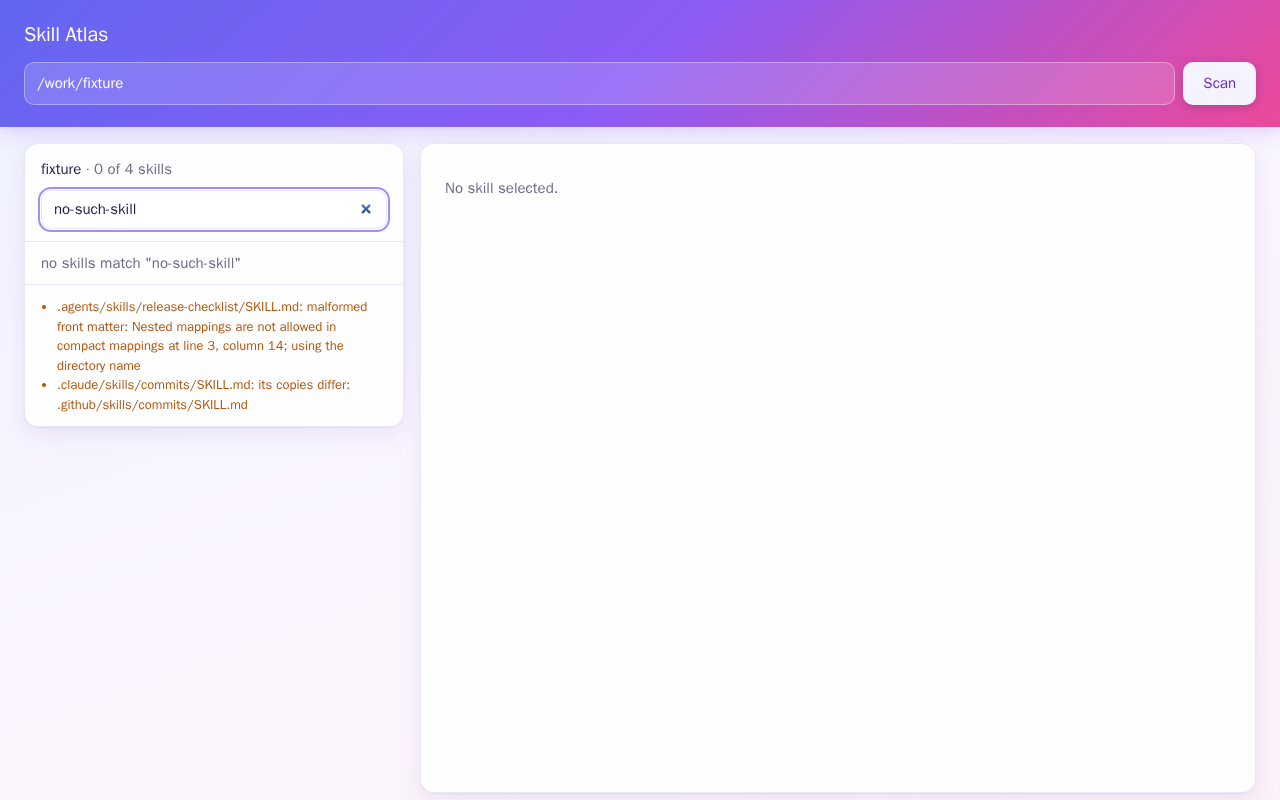 Skill Atlas
/work/fixture
Scan
fixture · 0 of 4 skills
no-such-skill
no skills match "no-such-skill"
• .agents/skills/release-checklist/SKILL.md: malformed
front matter: Nested mappings are not allowed in
compact mappings at line 3, column 14; using the
directory name
• .claude/skills/commits/SKILL.md: its copies differ:
.github/skills/commits/SKILL.md
No skill selected.